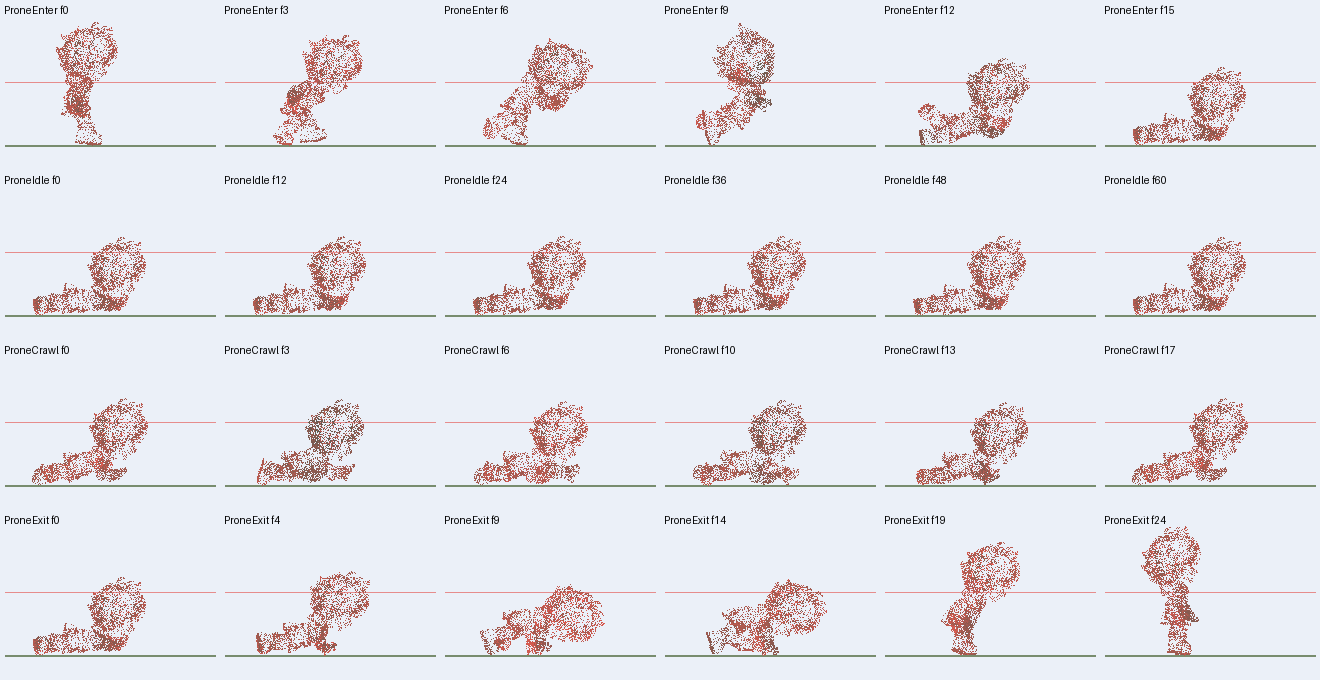 ProneEnter f0 ProneEnter f3 ProneEnter f6 ProneEnter f9 ProneEnter f12 ProneEnter f15
ProneIdle f0 ProneIdle f12 ProneIdle f24 ProneIdle f36 ProneIdle f48 ProneIdle f60
ProneCrawl f0 ProneCrawl f3 ProneCrawl f6 ProneCrawl f10 ProneCrawl f13 ProneCrawl f17
ProneExit f0 ProneExit f4 ProneExit f9 ProneExit f14 ProneExit f19 ProneExit f24